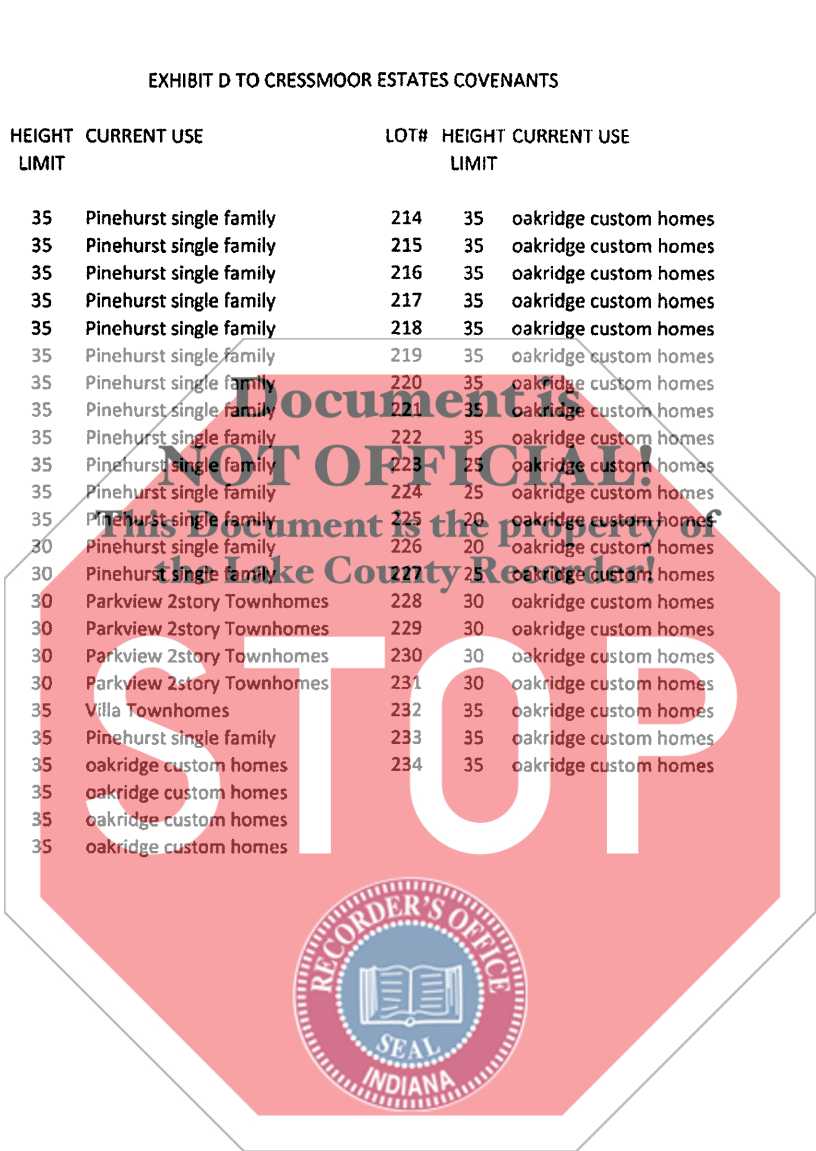 EXHIBIT D TO CRESSMOOR ESTATES COVENANTS
HEIGHT CURRENT USE LOT# HEIGHT CURRENT USE
LIMIT LIMIT
35 Pinehurst single family 214 35 oakridge custom homes
35 Pinehurst single family 215 35 oakridge custom homes
35 Pinehurst single family 216 35 oakridge custom homes
35 Pinehurst single family 217 35 oakridge custom homes
35 Pinehurst single family 218 35 oakridge custom homes
35 Pinehurst single family 219 35 oakridge custom homes
35 Pinehurst single family 220 35 oakridge custom homes
Document is
35 Pinehurst single family 221 35 oakridge custom homes
35 Pinehurst single family 222 35 oakridge custom homes
NOT OFFICIAL!
35 Pinehurst single family 223 25 oakridge custom homes
35 Pinehurst single family 224 25 oakridge custom homes
35 Pinehurst single family 225 20 oakridge custom homes
This Document is the property of
30 Pinehurst single family 226 20 oakridge custom homes
30 Pinehurst single family 227 25 oakridge custom homes
the Lake County Recorder!
30 Parkview 2story Townhomes 228 30 oakridge custom homes
30 Parkview 2story Townhomes 229 30 oakridge custom homes
30 Parkview 2story Townhomes 230 30 oakridge custom homes
30 Parkview 2story Townhomes 231 30 oakridge custom homes
35 Villa Townhomes 232 35 oakridge custom homes
35 Pinehurst single family 233 35 oakridge custom homes
35 oakridge custom homes 234 35 oakridge custom homes
35 oakridge custom homes
35 oakridge custom homes
35 oakridge custom homes
STOP
RECORDER'S OFFICE
SEAL
INDIANA